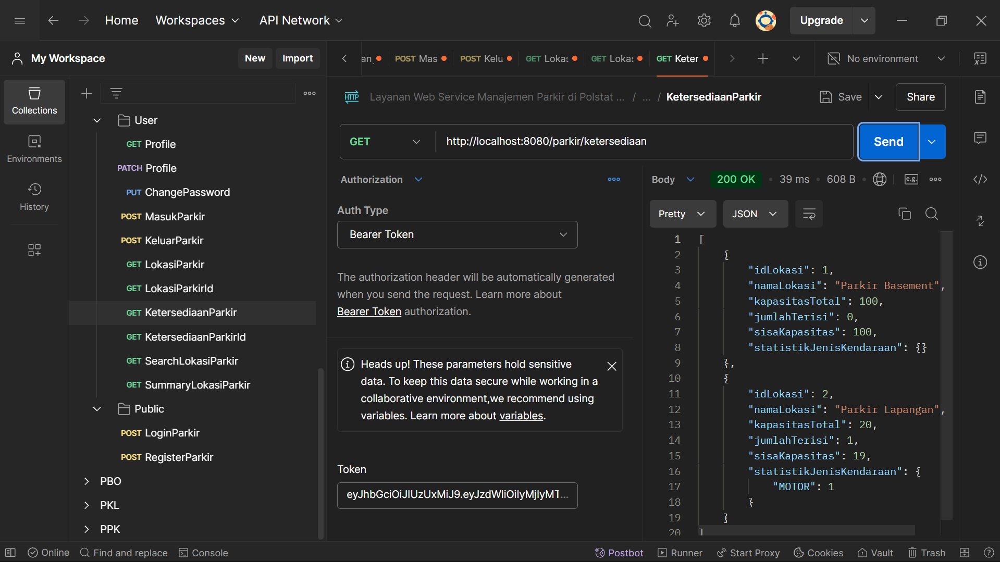 Home
Workspaces
API Network
Upgrade
My Workspace
New
Import
an_
POST Mas
POST Kelu
GET Lokas
GET Lokas
GET Keter
No environment
Collections
Environments
History
User
GET Profile
PATCH Profile
PUT ChangePassword
POST MasukParkir
POST KeluarParkir
GET LokasiParkir
GET LokasiParkirId
GET KetersediaanParkir
GET KetersediaanParkirId
GET SearchLokasiParkir
GET SummaryLokasiParkir
Public
POST LoginParkir
POST RegisterParkir
PBO
PKL
PPK
HTTP
Layanan Web Service Manajemen Parkir di Polstat ... / ... / KetersediaanParkir
Save
Share
GET
http://localhost:8080/parkir/ketersediaan
Send
Authorization
Auth Type
Bearer Token
The authorization header will be automatically generated
when you send the request. Learn more about
Bearer Token authorization.
Heads up! These parameters hold sensitive
data. To keep this data secure while working in a
collaborative environment,we recommend using
variables. Learn more about variables.
Token
eyJhbGciOiJIUzUxMiJ9.eyJzdWIiOiIyMjIyMT...
Body
200 OK
39 ms
608 B
e.g.
Pretty
JSON
1 [
2 {
3 "idLokasi": 1,
4 "namaLokasi": "Parkir Basement",
5 "kapasitasTotal": 100,
6 "jumlahTerisi": 0,
7 "sisaKapasitas": 100,
8 "statistikJenisKendaraan": {}
9 },
10 {
11 "idLokasi": 2,
12 "namaLokasi": "Parkir Lapangan",
13 "kapasitasTotal": 20,
14 "jumlahTerisi": 1,
15 "sisaKapasitas": 19,
16 "statistikJenisKendaraan": {
17 "MOTOR": 1
18 }
19 }
20 ]
Online
Find and replace
Console
Postbot
Runner
Start Proxy
Cookies
Vault
Trash